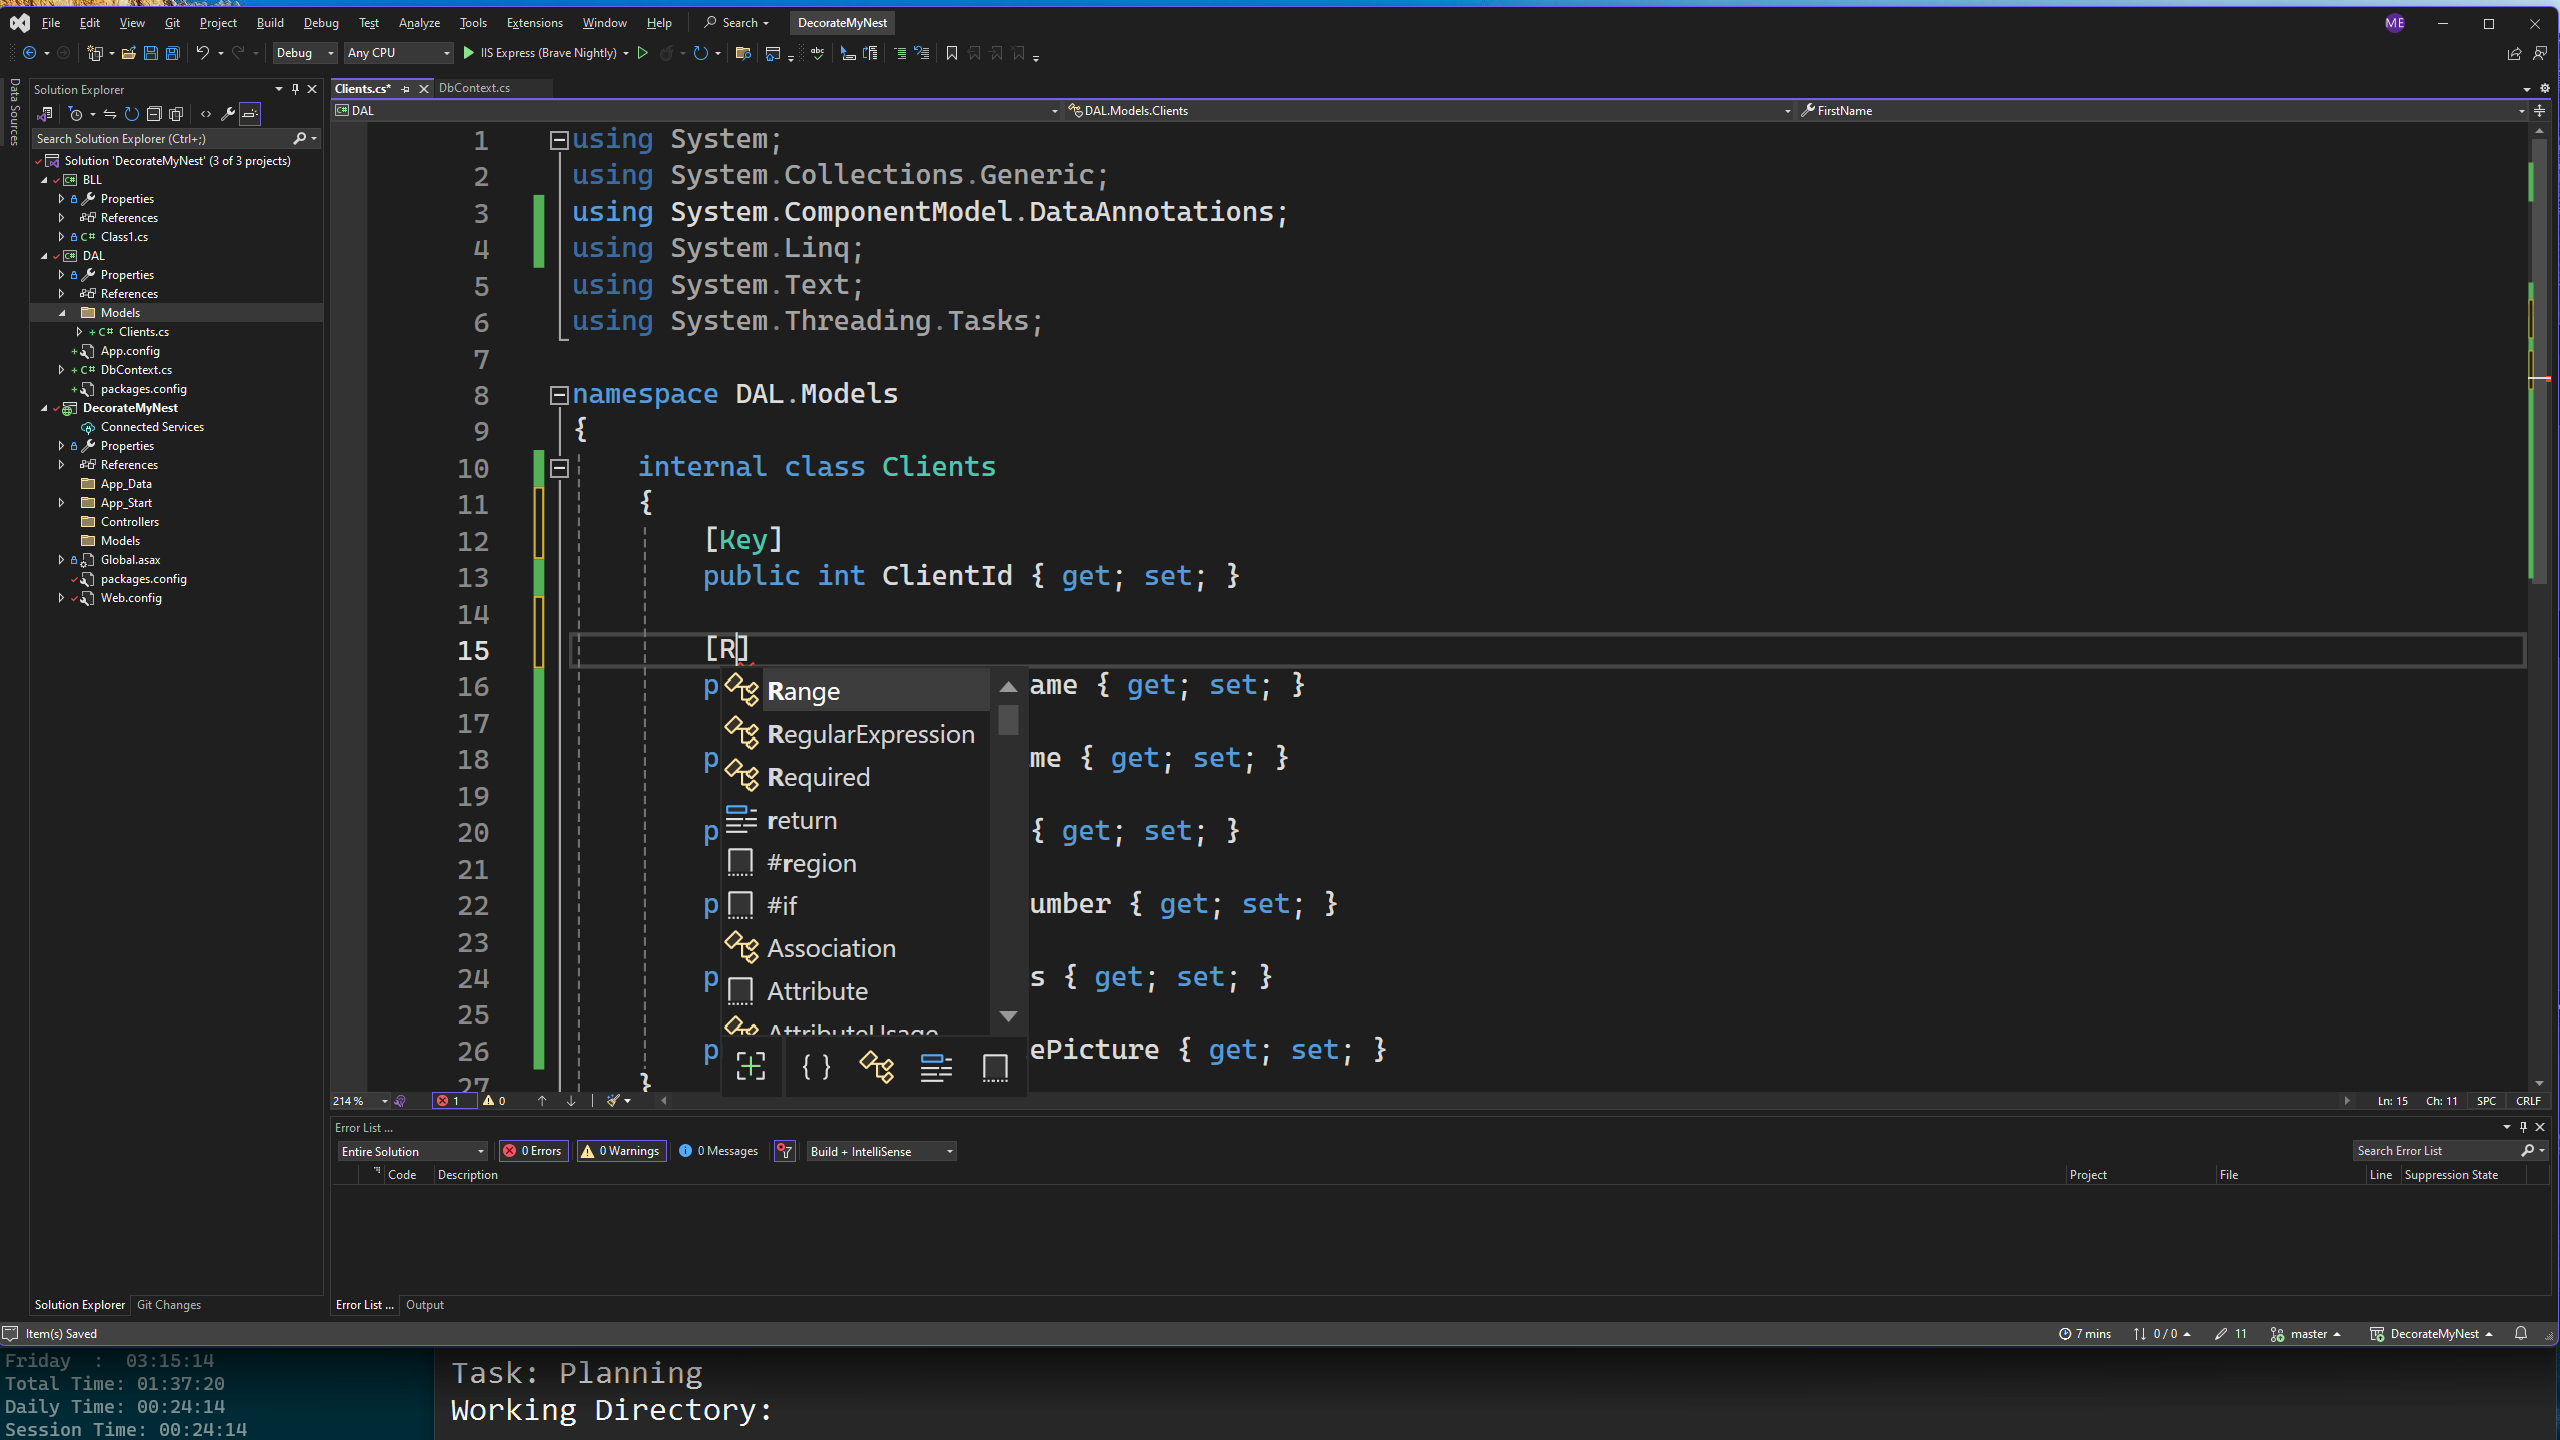 File Edit View Git Project Build Debug Test Analyze Tools Extensions Window Help Search DecorateMyNest ME
Debug Any CPU IIS Express (Brave Nightly)
Data Sources
Solution Explorer
Search Solution Explorer (Ctrl+;)
Solution 'DecorateMyNest' (3 of 3 projects)
BLL
Properties
References
C# Class1.cs
DAL
Properties
References
Models
C# Clients.cs
App.config
C# DbContext.cs
packages.config
DecorateMyNest
Connected Services
Properties
References
App_Data
App_Start
Controllers
Models
Global.asax
packages.config
Web.config
Solution Explorer Git Changes
Clients.cs* DbContext.cs
DAL DAL.Models.Clients FirstName
1 using System;
2 using System.Collections.Generic;
3 using System.ComponentModel.DataAnnotations;
4 using System.Linq;
5 using System.Text;
6 using System.Threading.Tasks;
7
8 namespace DAL.Models
9 {
10 internal class Clients
11 {
12 [Key]
13 public int ClientId { get; set; }
14
15 [R]
16 p ame { get; set; }
17
18 p me { get; set; }
19
20 p { get; set; }
21
22 p umber { get; set; }
23
24 p s { get; set; }
25
26 p ePicture { get; set; }
27 }
Range
RegularExpression
Required
return
#region
#if
Association
Attribute
AttributeUsage
214 % 1 0 Ln: 15 Ch: 11 SPC CRLF
Error List ...
Entire Solution 0 Errors 0 Warnings 0 Messages Build + IntelliSense Search Error List
Code Description Project File Line Suppression State
Error List ... Output
Item(s) Saved 7 mins 0 / 0 11 master DecorateMyNest
Friday : 03:15:14
Total Time: 01:37:20
Daily Time: 00:24:14
Session Time: 00:24:14
Task: Planning
Working Directory: